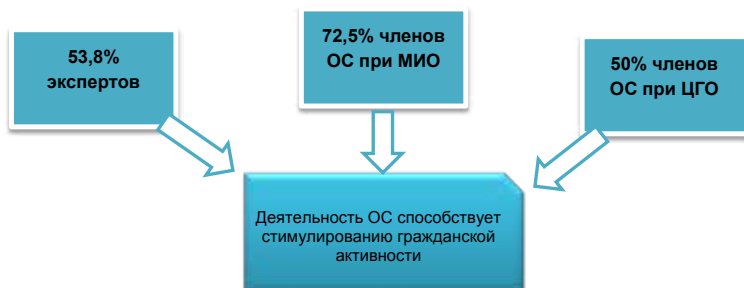 53,8%
экспертов
72,5% членов
ОС при МИО
50% членов
ОС при ЦГО
Деятельность ОС способствует
стимулированию гражданской
активности